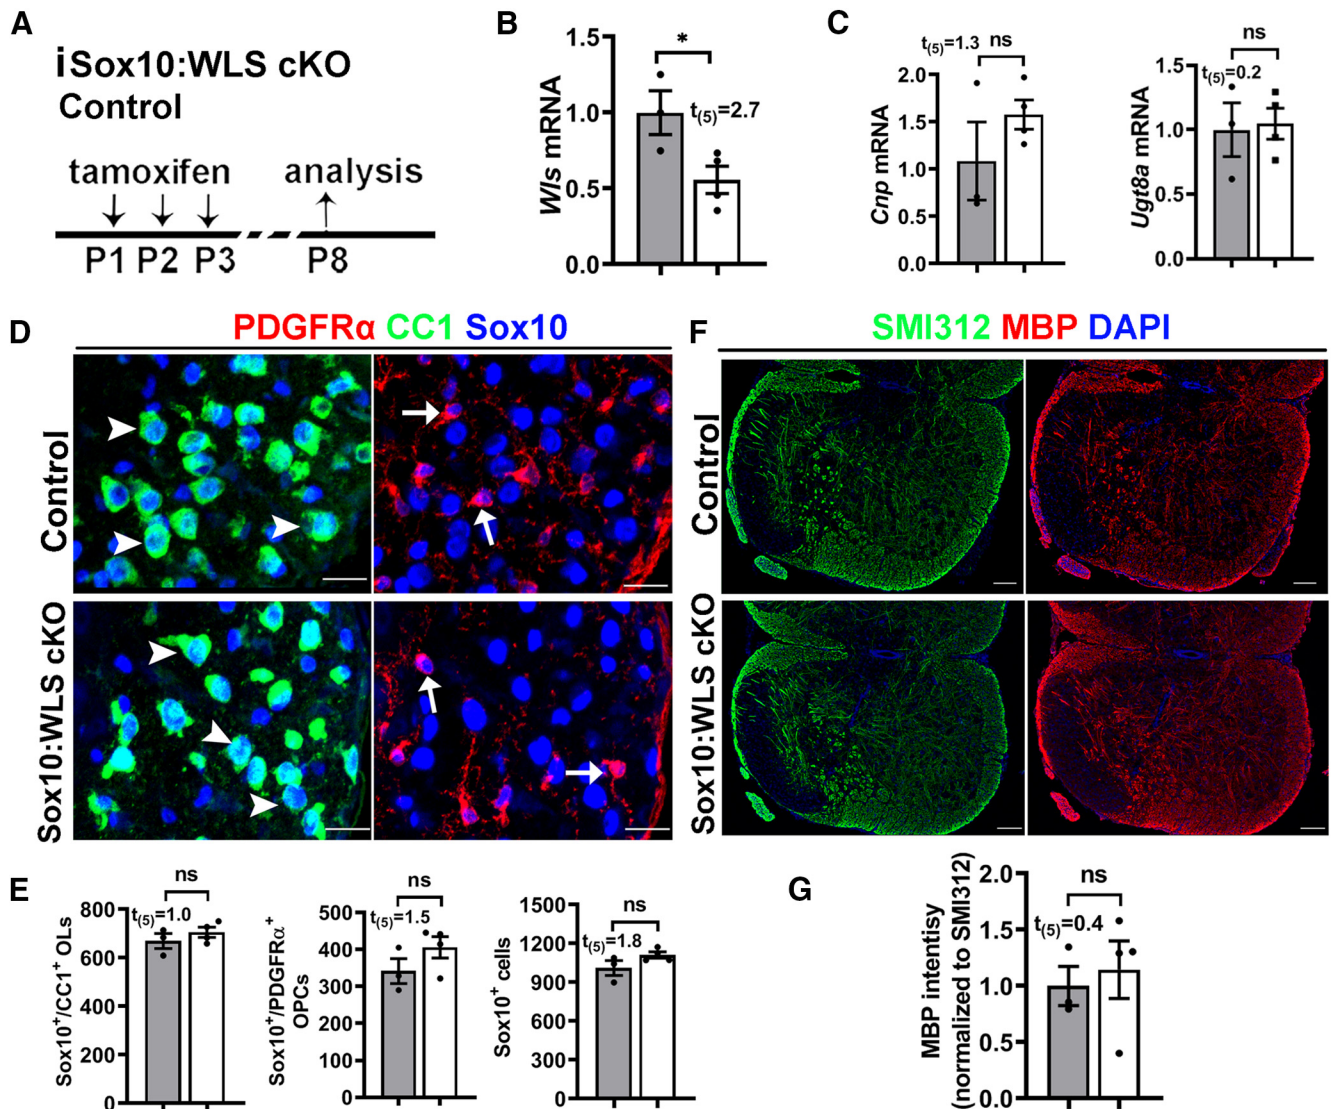 A
iSox10:WLS cKO
Control
tamoxifen
analysis
P1 P2 P3
P8
B
Wls mRNA
1.5
1.0
0.5
0.0
*
t(5)=2.7
C
Cnp mRNA
2.0
1.5
1.0
0.5
0.0
t(5)=1.3
ns
Ugt8a mRNA
1.5
1.0
0.5
0.0
t(5)=0.2
ns
D
PDGFRα CC1 Sox10
Control
Sox10:WLS cKO
F
SMI312 MBP DAPI
Control
Sox10:WLS cKO
E
Sox10+/CC1+ OLs
800
600
400
200
0
t(5)=1.0
ns
Sox10+/PDGFRα+
OPCs
500
400
300
200
100
0
t(5)=1.5
ns
Sox10+ cells
1500
1200
900
600
300
0
t(5)=1.8
ns
G
MBP intentisy
(normalized to SMI312)
2.0
1.5
1.0
0.5
0.0
t(5)=0.4
ns